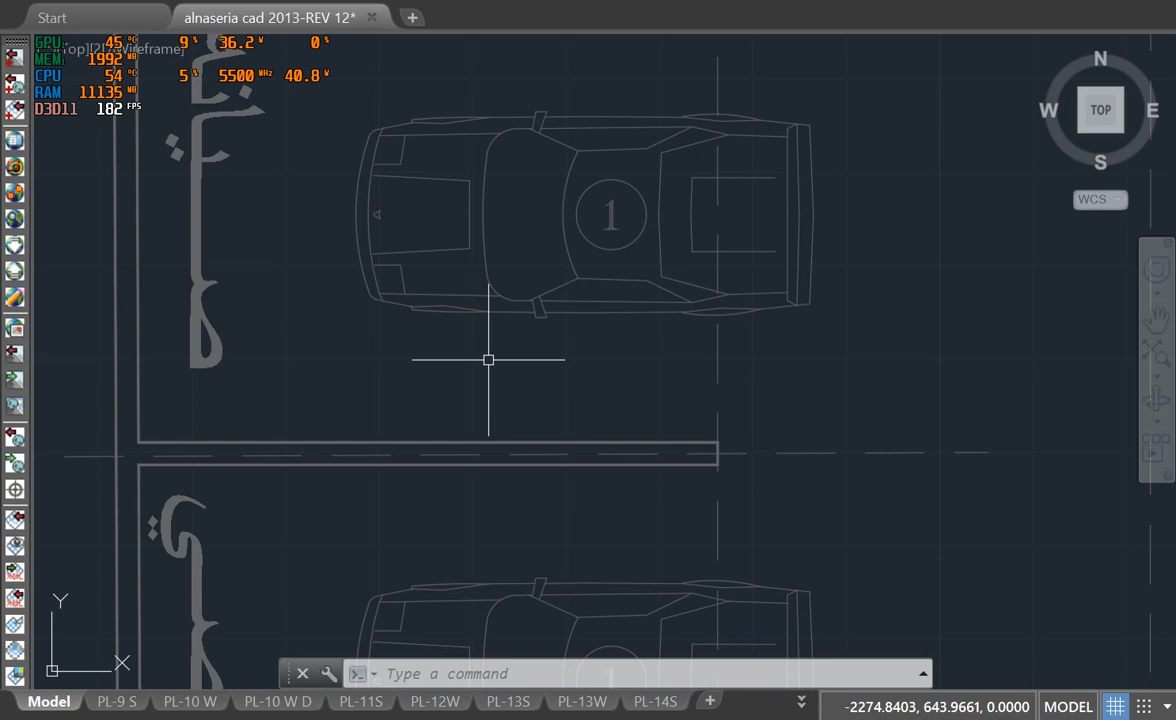 Start
alnaseria cad 2013-REV 12*
GPU 45 °C 9 % 36.2 W 0 %
MEM 1992 MB
CPU 54 °C 5 % 5500 MHz 40.8 W
RAM 11135 MB
D3D11 182 FPS
N
W TOP E
S
WCS
1
1
Y
X
Type a command
Model PL-9 S PL-10 W PL-10 W D PL-11S PL-12W PL-13S PL-13W PL-14S
-2274.8403, 643.9661, 0.0000 MODEL